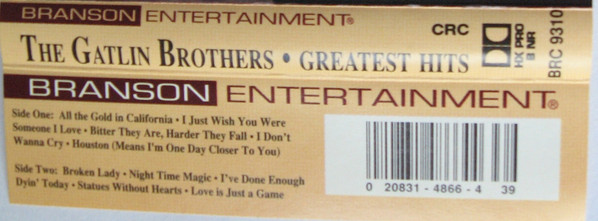 BRANSON ENTERTAINMENT®
THE GATLIN BROTHERS • GREATEST HITS
CRC
HX PRO
B NR
BRC 9310
BRANSON ENTERTAINMENT®
Side One: All the Gold in California • I Just Wish You Were
Someone I Love • Bitter They Are, Harder They Fall • I Don't
Wanna Cry • Houston (Means I'm One Day Closer To You)
Side Two: Broken Lady • Night Time Magic • I've Done Enough
Dyin' Today • Statues Without Hearts • Love is Just a Game
0 20831 - 4866 - 4 39